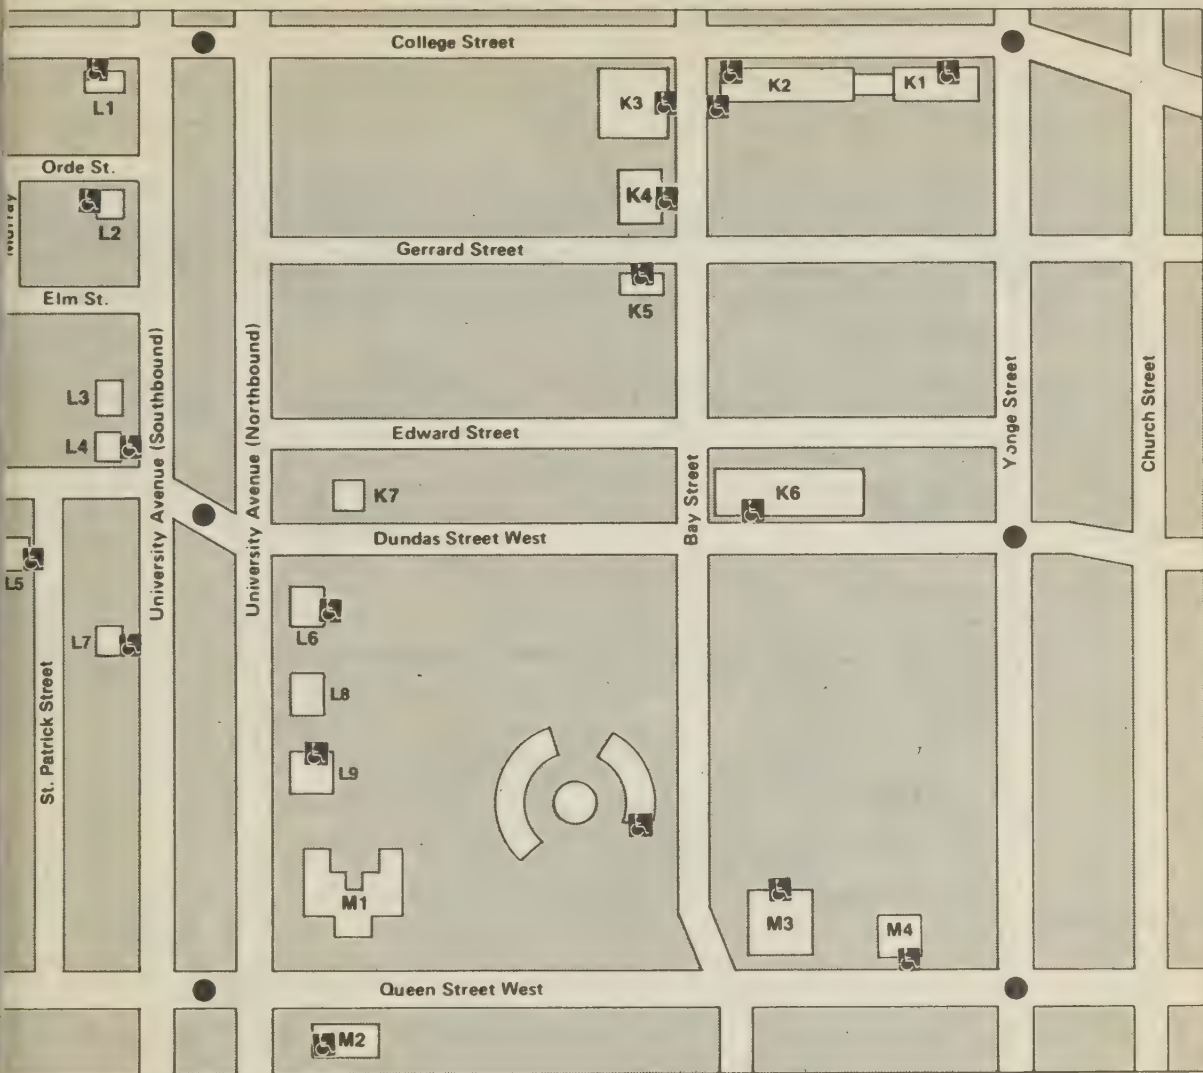 College Street
L1
K3
K2
K1
Orde St.
Murray
L2
K4
Gerrard Street
Elm St.
K5
University Avenue (Southbound)
University Avenue (Northbound)
Yonge Street
Church Street
L3
L4
Edward Street
K7
Bay Street
K6
Dundas Street West
L5
L6
L7
St. Patrick Street
L8
L9
M1
M3
M4
Queen Street West
M2